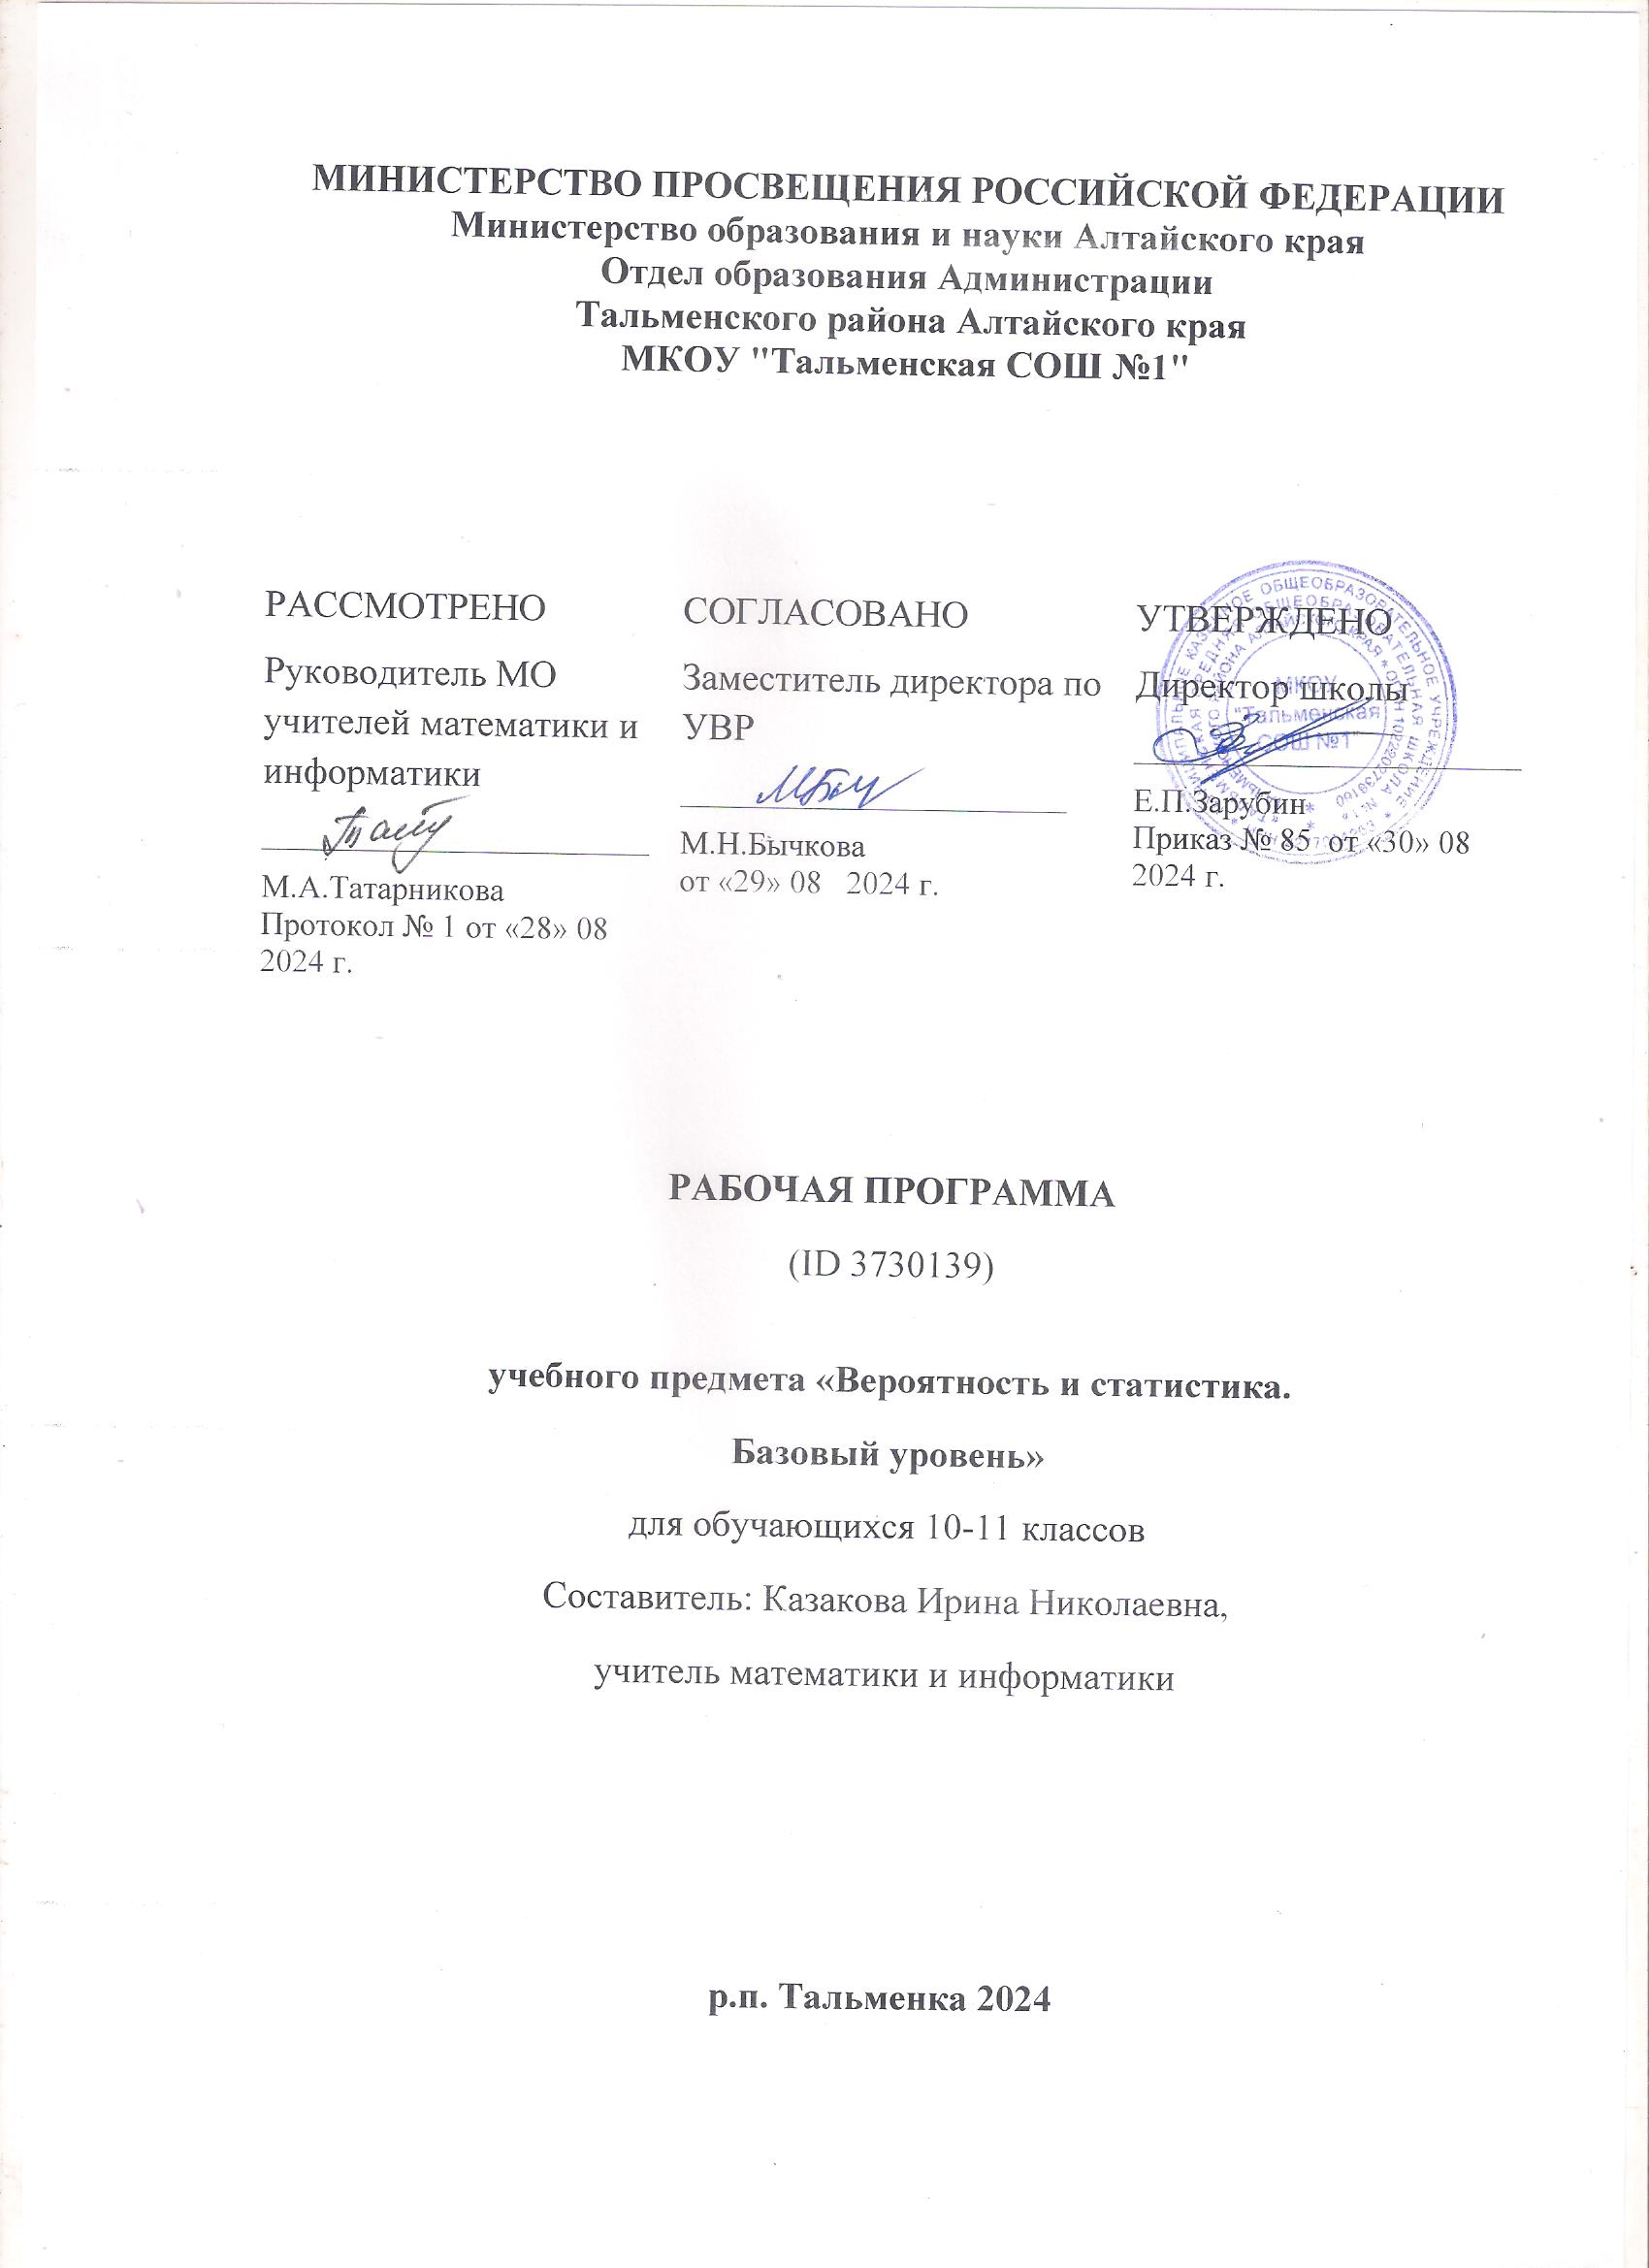 МИНИСТЕРСТВО ПРОСВЕЩЕНИЯ РОССИЙСКОЙ ФЕДЕРАЦИИ
Министерство образования и науки Алтайского края
Отдел образования Администрации
Тальменского района Алтайского края
МКОУ "Тальменская СОШ №1"
РАССМОТРЕНО
Руководитель МО
учителей математики и
информатики
М.А.Татарникова
Протокол № 1 от «28» 08
2024 г.
СОГЛАСОВАНО
Заместитель директора по
УВР
М.Н.Бычкова
от «29» 08 2024 г.
УТВЕРЖДЕНО
Директор школы
Е.П.Зарубин
Приказ № 85 от «30» 08
2024 г.
МКОУ
"Тальменская
СОШ №1"
РАБОЧАЯ ПРОГРАММА
(ID 3730139)
учебного предмета «Вероятность и статистика.
Базовый уровень»
для обучающихся 10-11 классов
Составитель: Казакова Ирина Николаевна,
учитель математики и информатики
р.п. Тальменка 2024